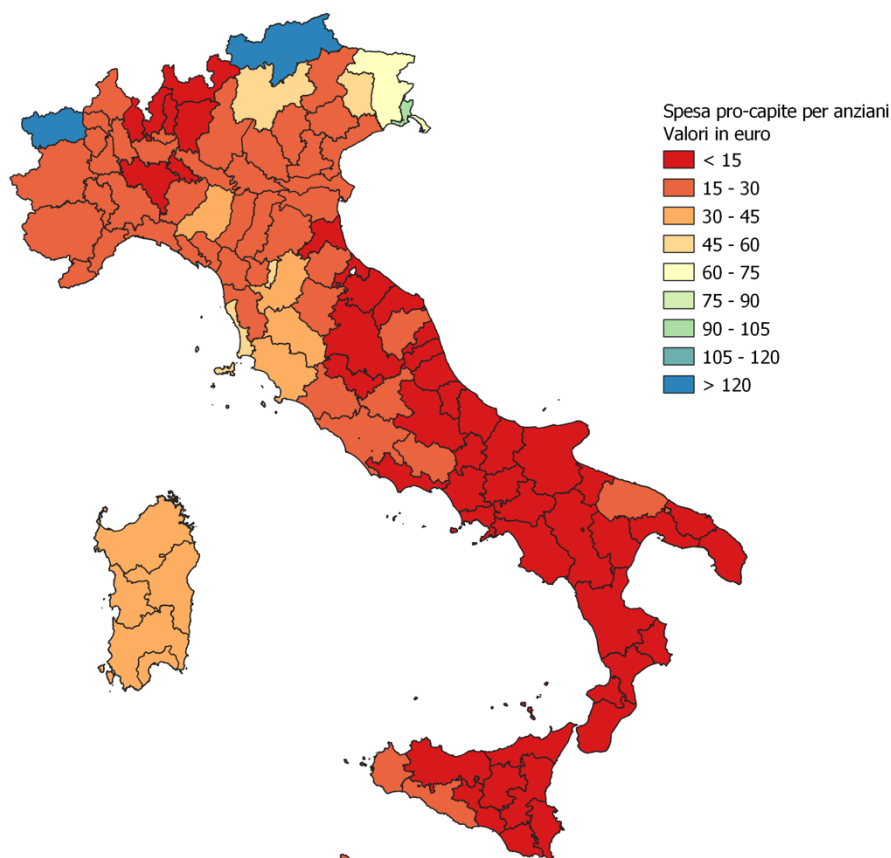 Spesa pro-capite per anziani
Valori in euro
< 15
15 - 30
30 - 45
45 - 60
60 - 75
75 - 90
90 - 105
105 - 120
> 120